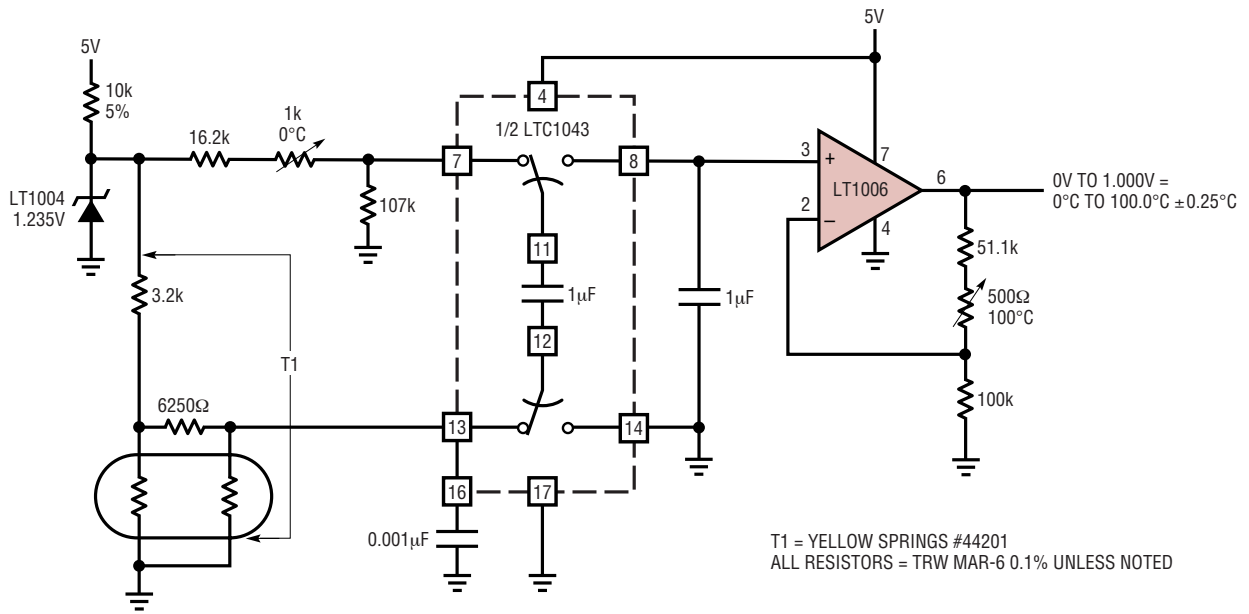 5V
5V
10k
5%
4
1k
0°C
1/2 LTC1043
16.2k
7
8
3
+
7
6
LT1006
0V TO 1.000V =
0°C TO 100.0°C ±0.25°C
LT1004
1.235V
107k
2
–
4
51.1k
11
3.2k
1µF
1µF
500Ω
100°C
12
T1
6250Ω
100k
13
14
16
17
0.001µF
T1 = YELLOW SPRINGS #44201
ALL RESISTORS = TRW MAR-6 0.1% UNLESS NOTED